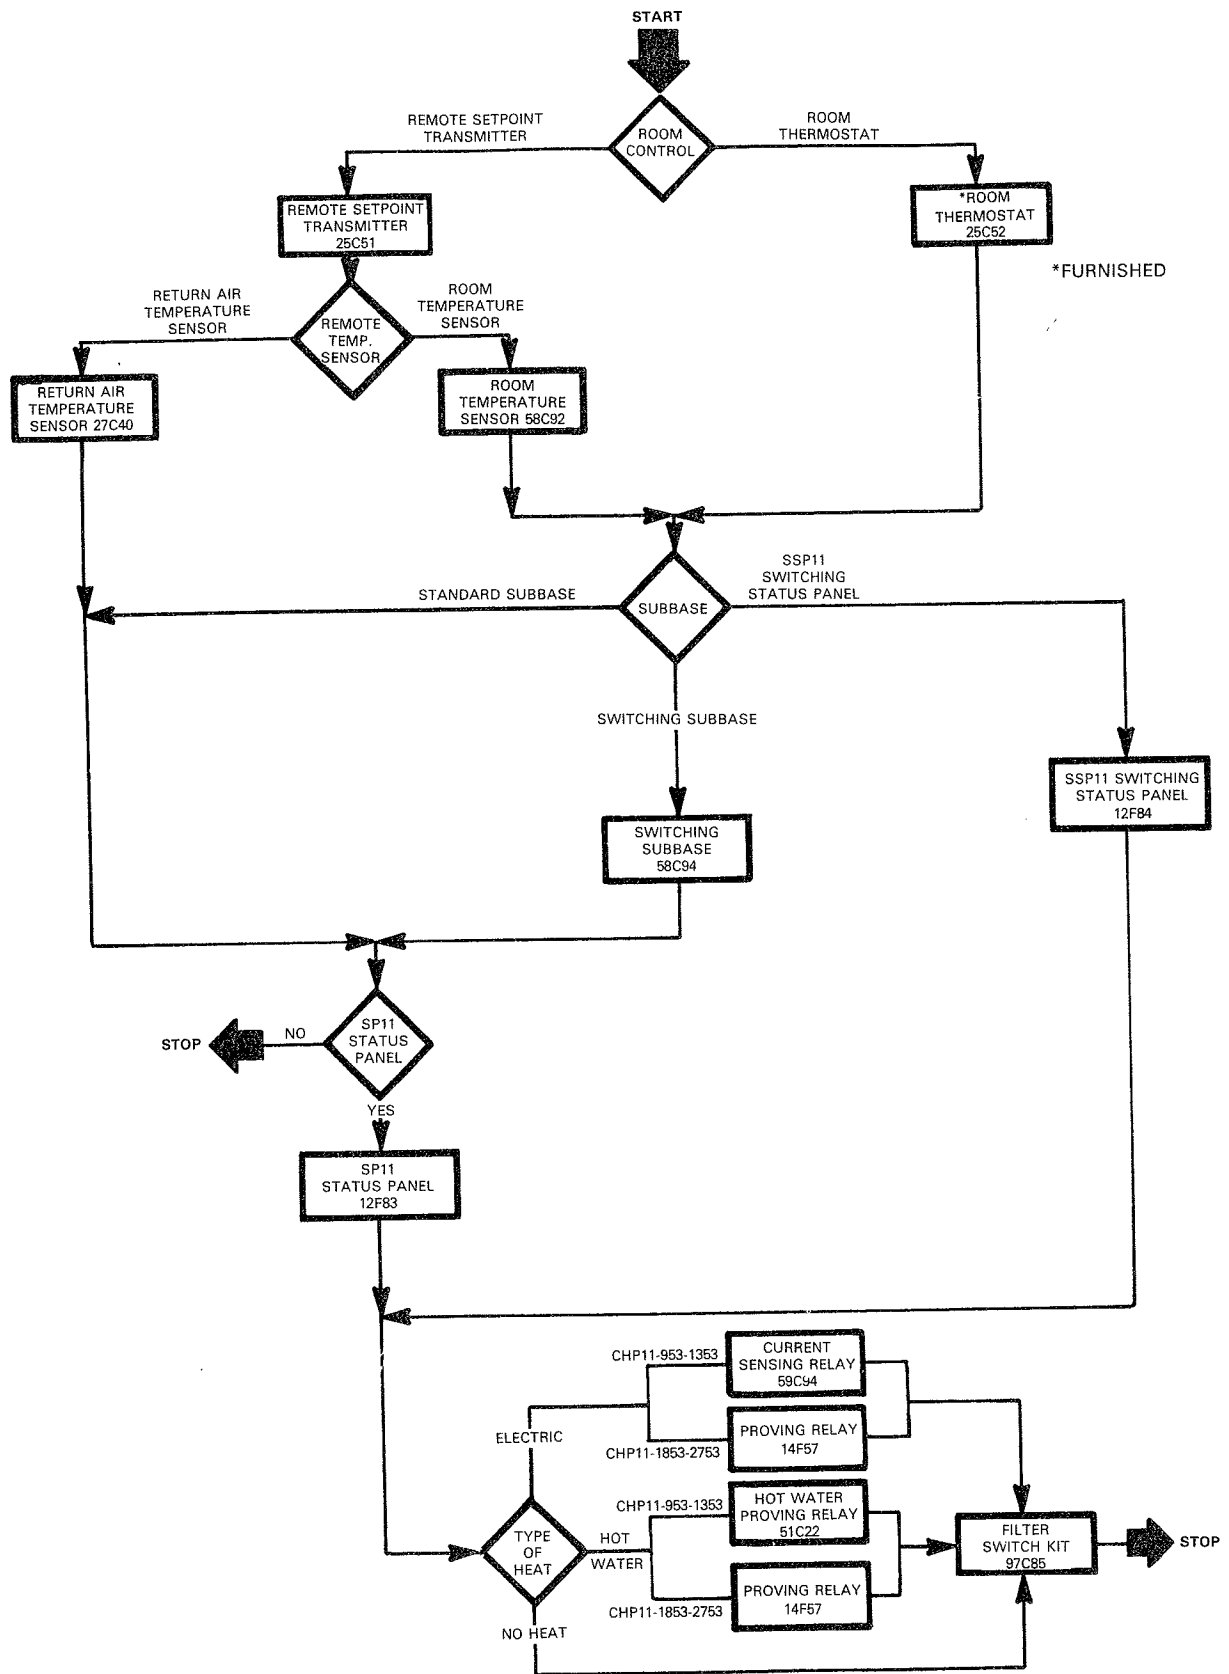 START
REMOTE SETPOINT
TRANSMITTER
ROOM
CONTROL
ROOM
THERMOSTAT
REMOTE SETPOINT
TRANSMITTER
25C51
*ROOM
THERMOSTAT
25C52
*FURNISHED
RETURN AIR
TEMPERATURE
SENSOR
REMOTE
TEMP.
SENSOR
ROOM
TEMPERATURE
SENSOR
RETURN AIR
TEMPERATURE
SENSOR 27C40
ROOM
TEMPERATURE
SENSOR 58C92
STANDARD SUBBASE
SUBBASE
SSP11
SWITCHING
STATUS PANEL
SWITCHING SUBBASE
SSP11 SWITCHING
STATUS PANEL
12F84
SWITCHING
SUBBASE
58C94
STOP
NO
SP11
STATUS
PANEL
YES
SP11
STATUS PANEL
12F83
CHP11-953-1353
CURRENT
SENSING RELAY
59C94
ELECTRIC
CHP11-1853-2753
PROVING RELAY
14F57
CHP11-953-1353
HOT WATER
PROVING RELAY
51C22
TYPE
OF
HEAT
HOT
WATER
FILTER
SWITCH KIT
97C85
STOP
CHP11-1853-2753
PROVING RELAY
14F57
NO HEAT